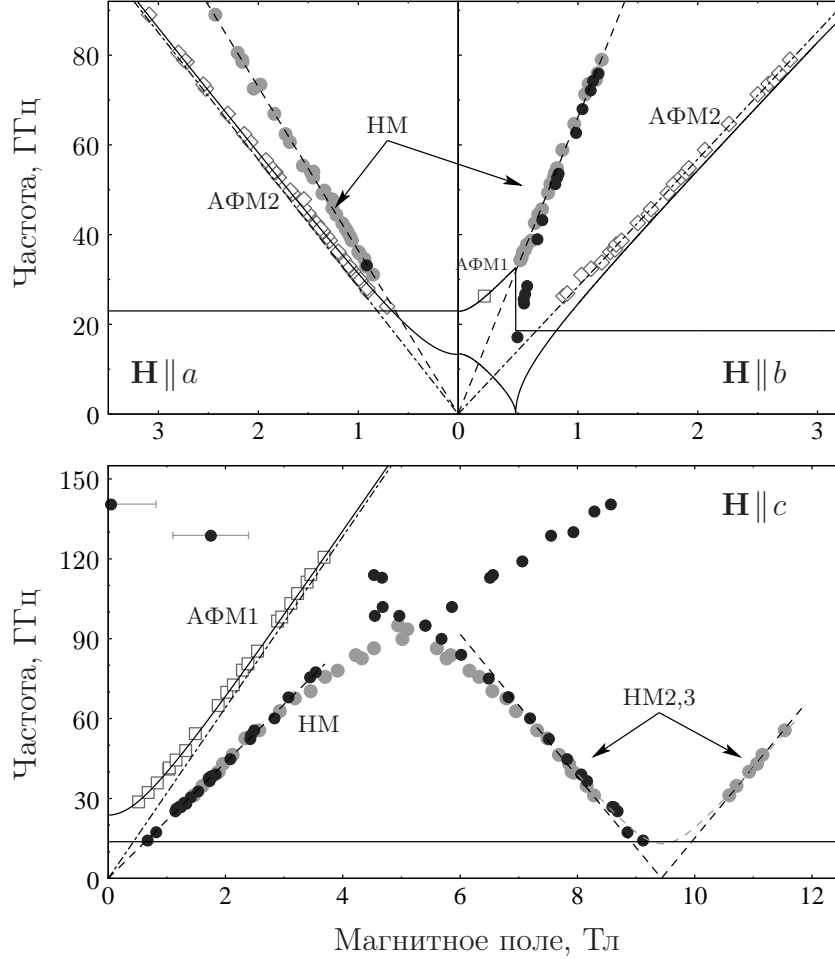 80
60
40
20
0
Частота, ГГц
НМ
АФМ2
АФМ1
АФМ2
H || a
H || b
3 2 1 0 1 2 3
150
120
90
60
30
0
Частота, ГГц
H || c
АФМ1
НМ
НМ2,3
0 2 4 6 8 10 12
Магнитное поле, Тл